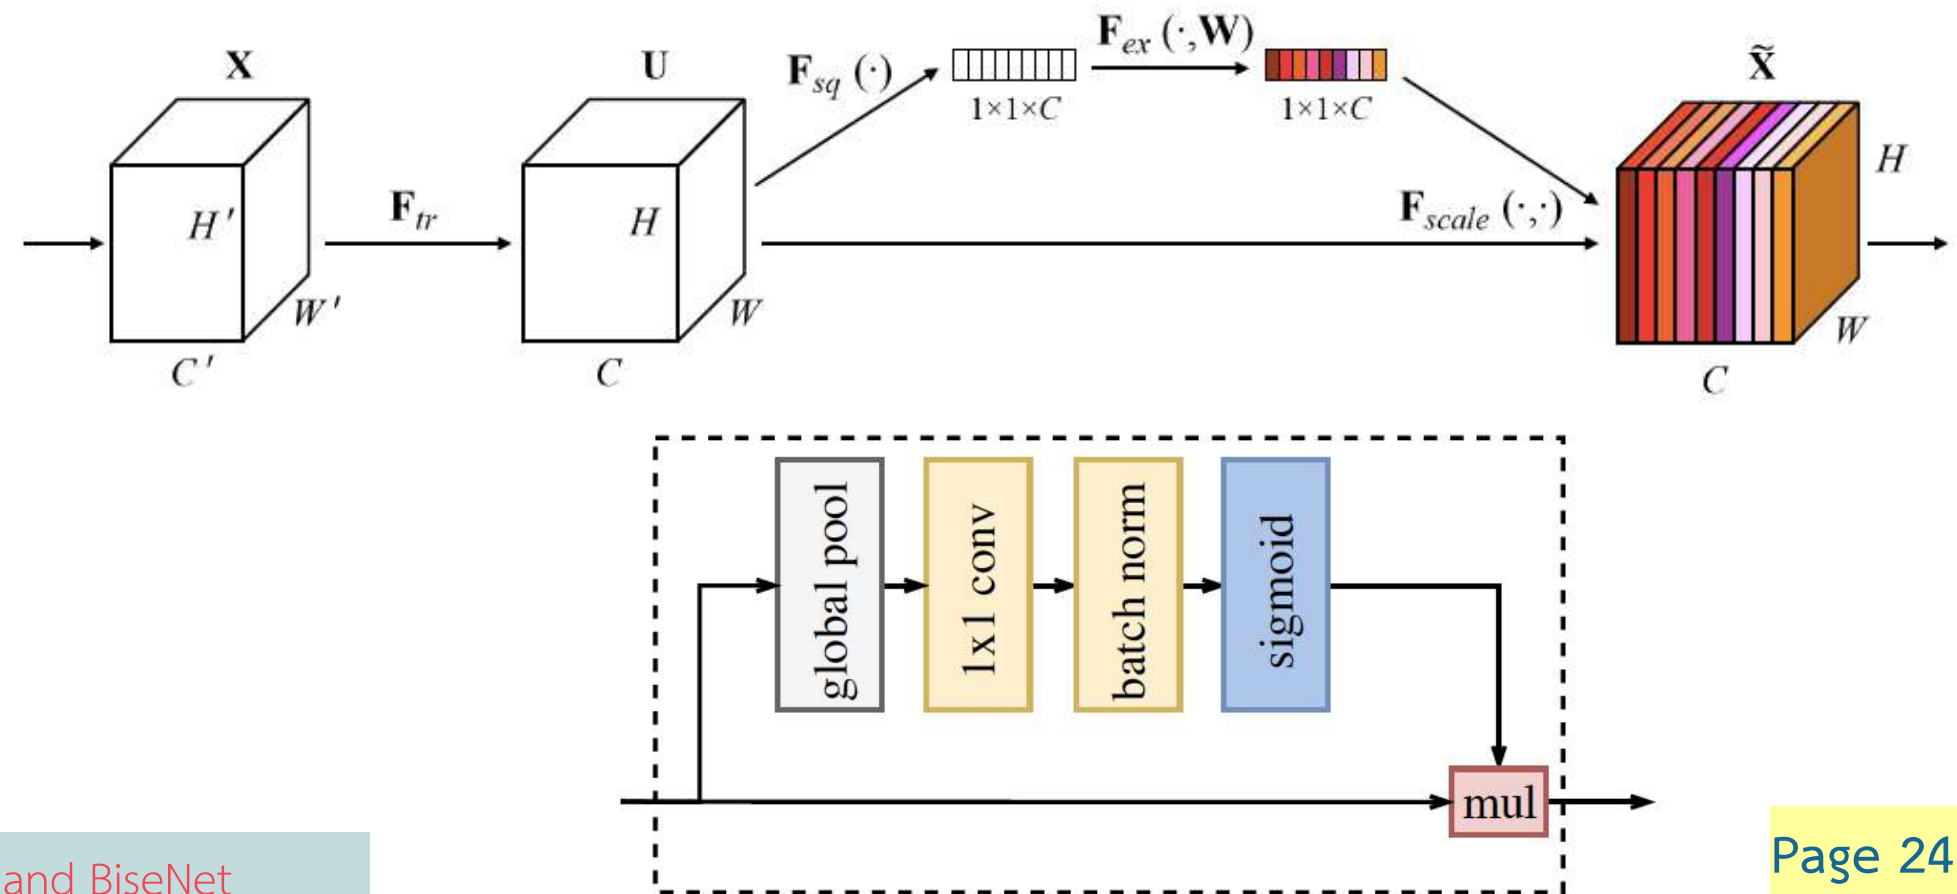 X
U
F_sq (·)
F_ex (·,W)
X̃
1×1×C
1×1×C
H′
F_tr
H
F_scale (·,·)
H
W′
W
W
C′
C
C
global pool
1x1 conv
batch norm
sigmoid
mul
and BiseNet
Page 24